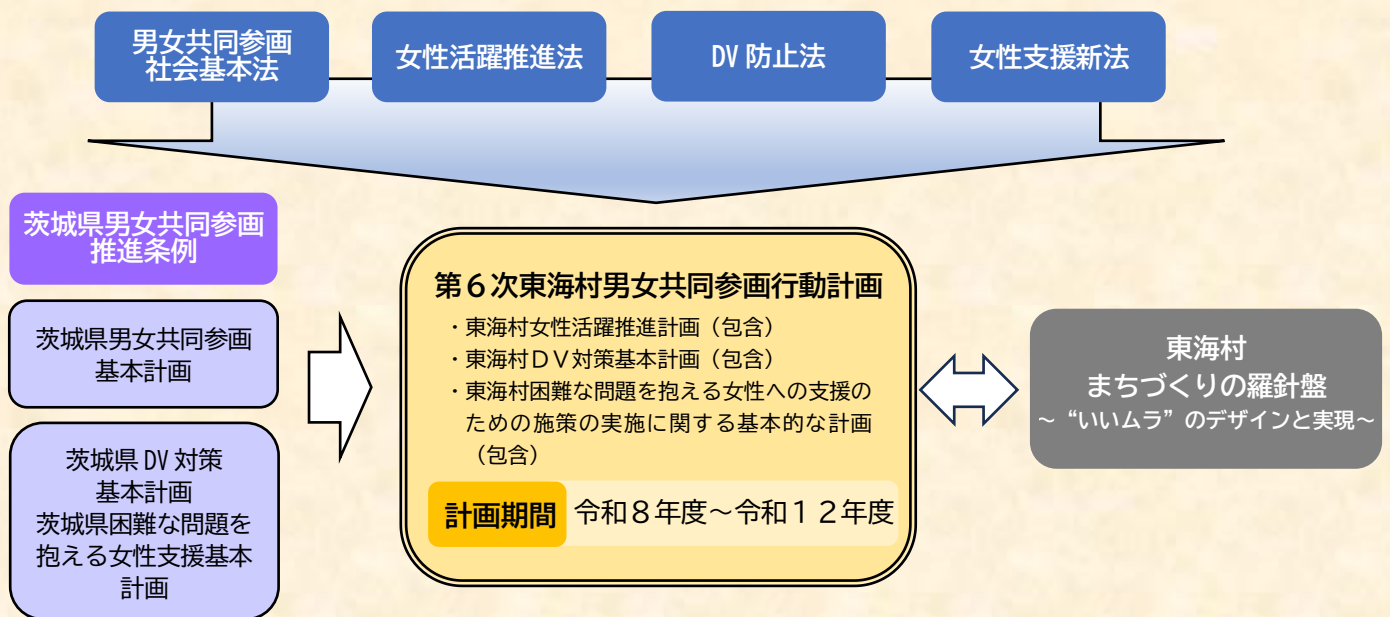 男女共同参画
社会基本法
女性活躍推進法
DV 防止法
女性支援新法
茨城県男女共同参画
推進条例
茨城県男女共同参画
基本計画
茨城県 DV 対策
基本計画
茨城県困難な問題を
抱える女性支援基本
計画
第６次東海村男女共同参画行動計画
・東海村女性活躍推進計画（包含）
・東海村ＤＶ対策基本計画（包含）
・東海村困難な問題を抱える女性への支援の
ための施策の実施に関する基本的な計画
（包含）
計画期間 令和８年度～令和１２年度
東海村
まちづくりの羅針盤
～“いいムラ”のデザインと実現～